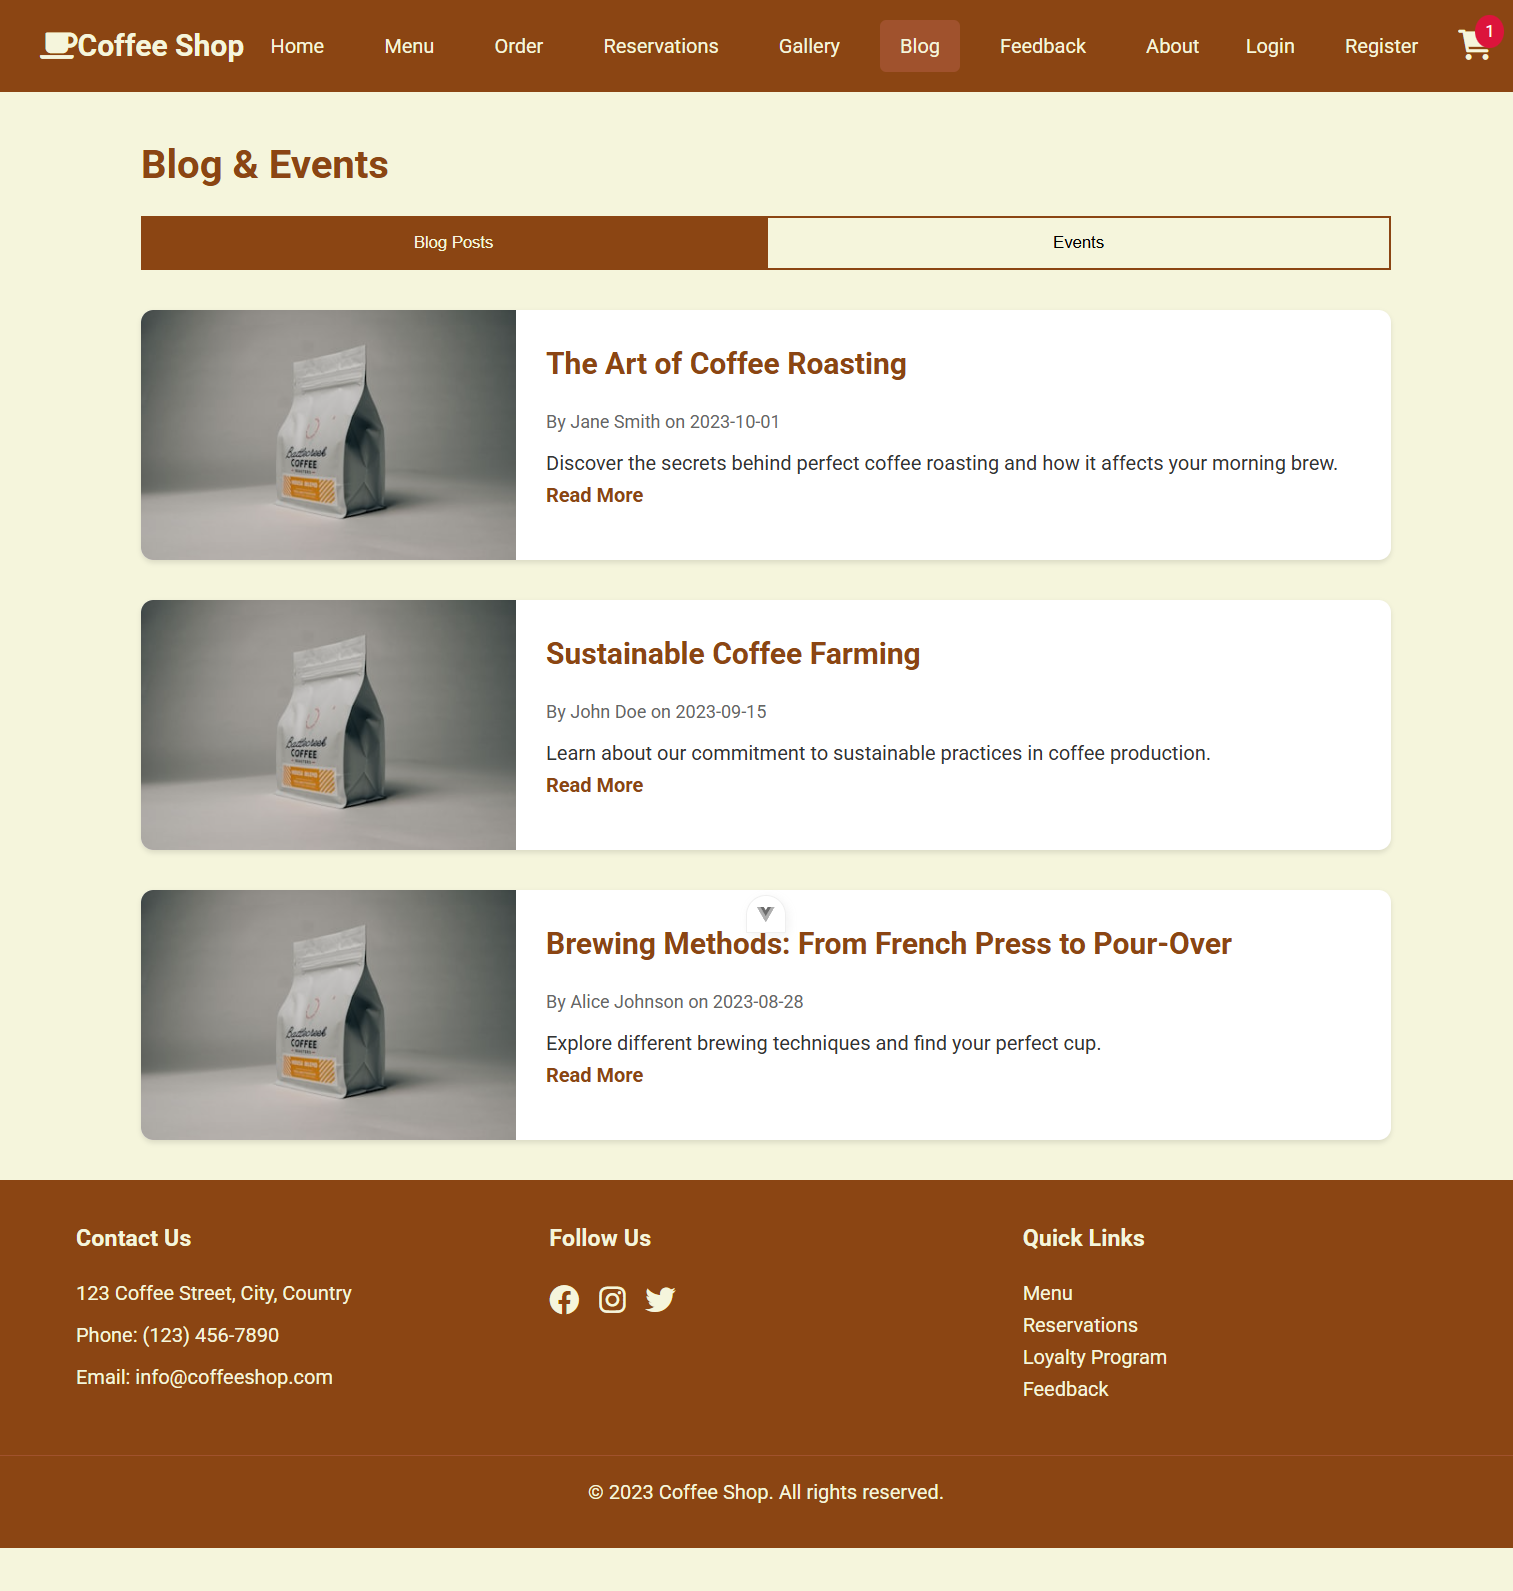 Coffee Shop
Home
Menu
Order
Reservations
Gallery
Blog
Feedback
About
Login
Register
1
Blog & Events
Blog Posts
Events
COFFEE
The Art of Coffee Roasting
By Jane Smith on 2023-10-01
Discover the secrets behind perfect coffee roasting and how it affects your morning brew.
Read More
COFFEE
Sustainable Coffee Farming
By John Doe on 2023-09-15
Learn about our commitment to sustainable practices in coffee production.
Read More
COFFEE
Brewing Methods: From French Press to Pour-Over
By Alice Johnson on 2023-08-28
Explore different brewing techniques and find your perfect cup.
Read More
Contact Us
123 Coffee Street, City, Country
Phone: (123) 456-7890
Email: info@coffeeshop.com
Follow Us
Quick Links
Menu
Reservations
Loyalty Program
Feedback
© 2023 Coffee Shop. All rights reserved.